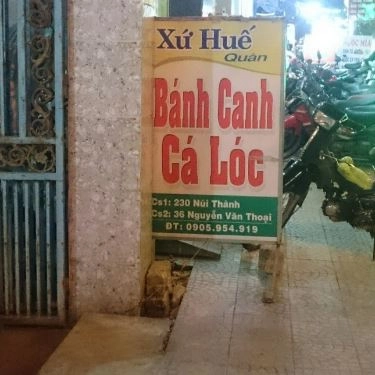 Xứ Huế
Quán
Bánh Canh
Cá Lóc
Cs1: 230 Núi Thành
Cs2: 36 Nguyễn Văn Thoại
ĐT: 0905.954.919